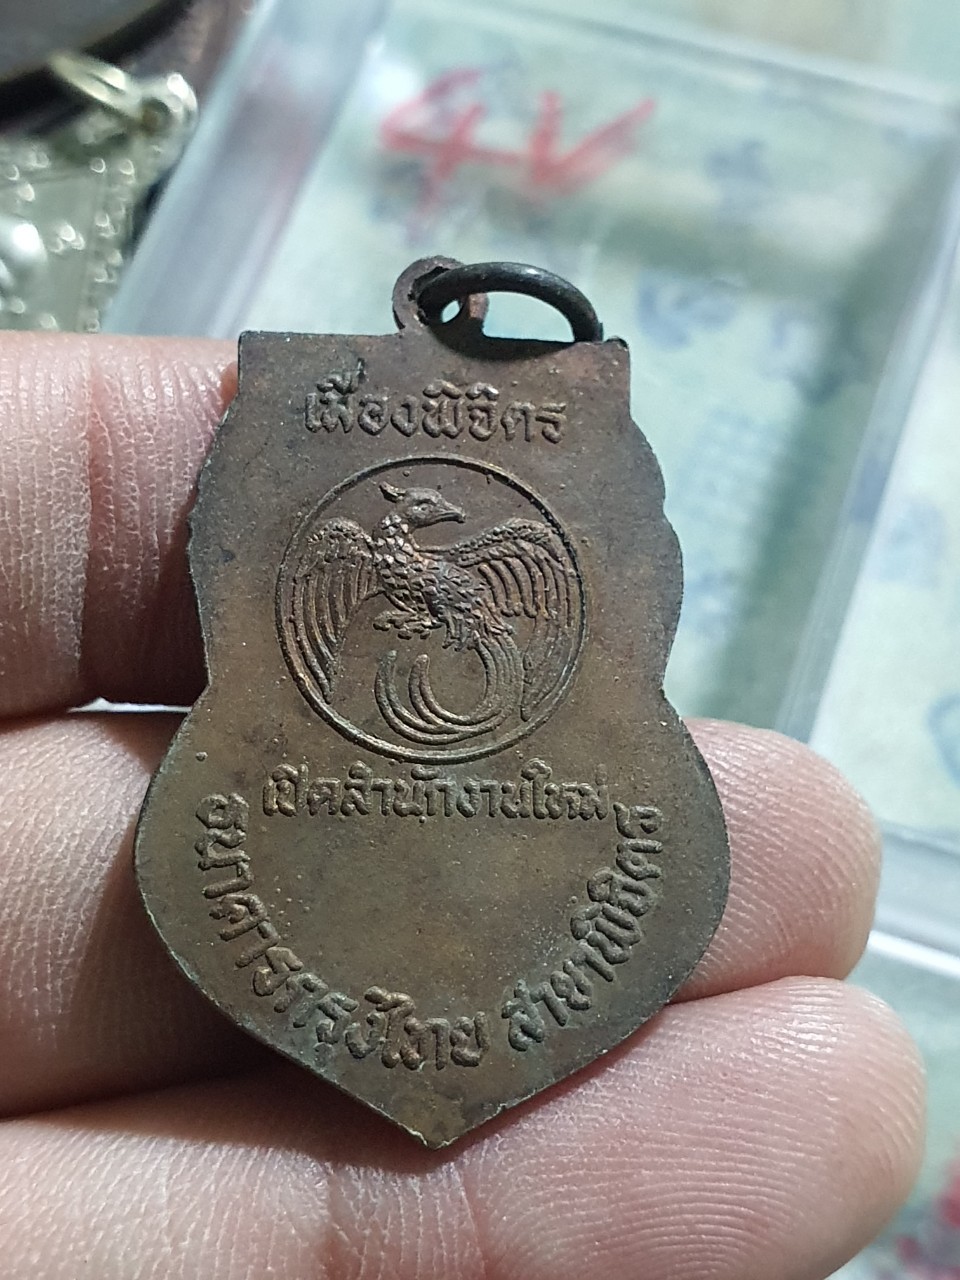 4V
เมืองพิจิตร
เปิดสำนักงานใหม่
ธนาคารกรุงไทย สาขาพิจิตร